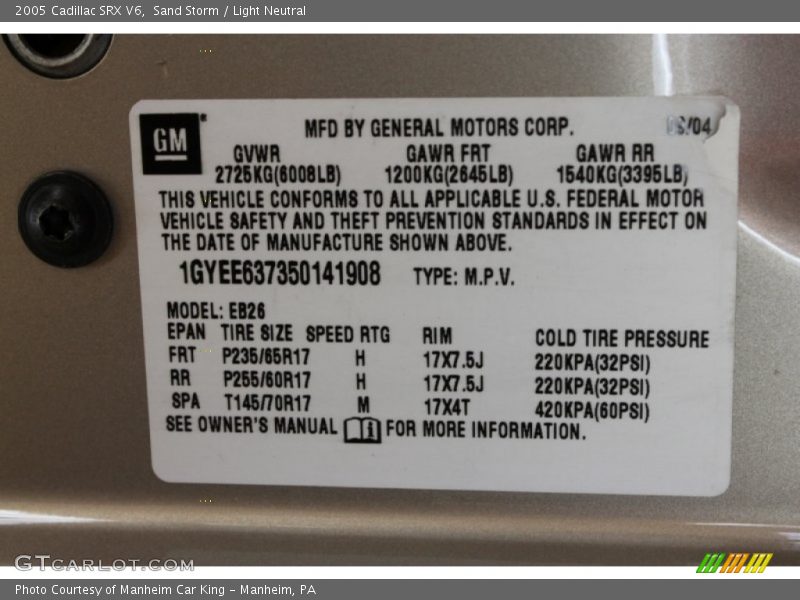 2005 Cadillac SRX V6, Sand Storm / Light Neutral
GM
MFD BY GENERAL MOTORS CORP. 09/04
GVWR GAWR FRT GAWR RR
2725KG(6008LB) 1200KG(2645LB) 1540KG(3395LB)
THIS VEHICLE CONFORMS TO ALL APPLICABLE U.S. FEDERAL MOTOR
VEHICLE SAFETY AND THEFT PREVENTION STANDARDS IN EFFECT ON
THE DATE OF MANUFACTURE SHOWN ABOVE.
1GYEE637350141908 TYPE: M.P.V.
MODEL: EB26
EPAN TIRE SIZE SPEED RTG RIM COLD TIRE PRESSURE
FRT P235/65R17 H 17X7.5J 220KPA(32PSI)
RR P255/60R17 H 17X7.5J 220KPA(32PSI)
SPA T145/70R17 M 17X4T 420KPA(60PSI)
SEE OWNER'S MANUAL FOR MORE INFORMATION.
GTCARLOT.COM
Photo Courtesy of Manheim Car King - Manheim, PA